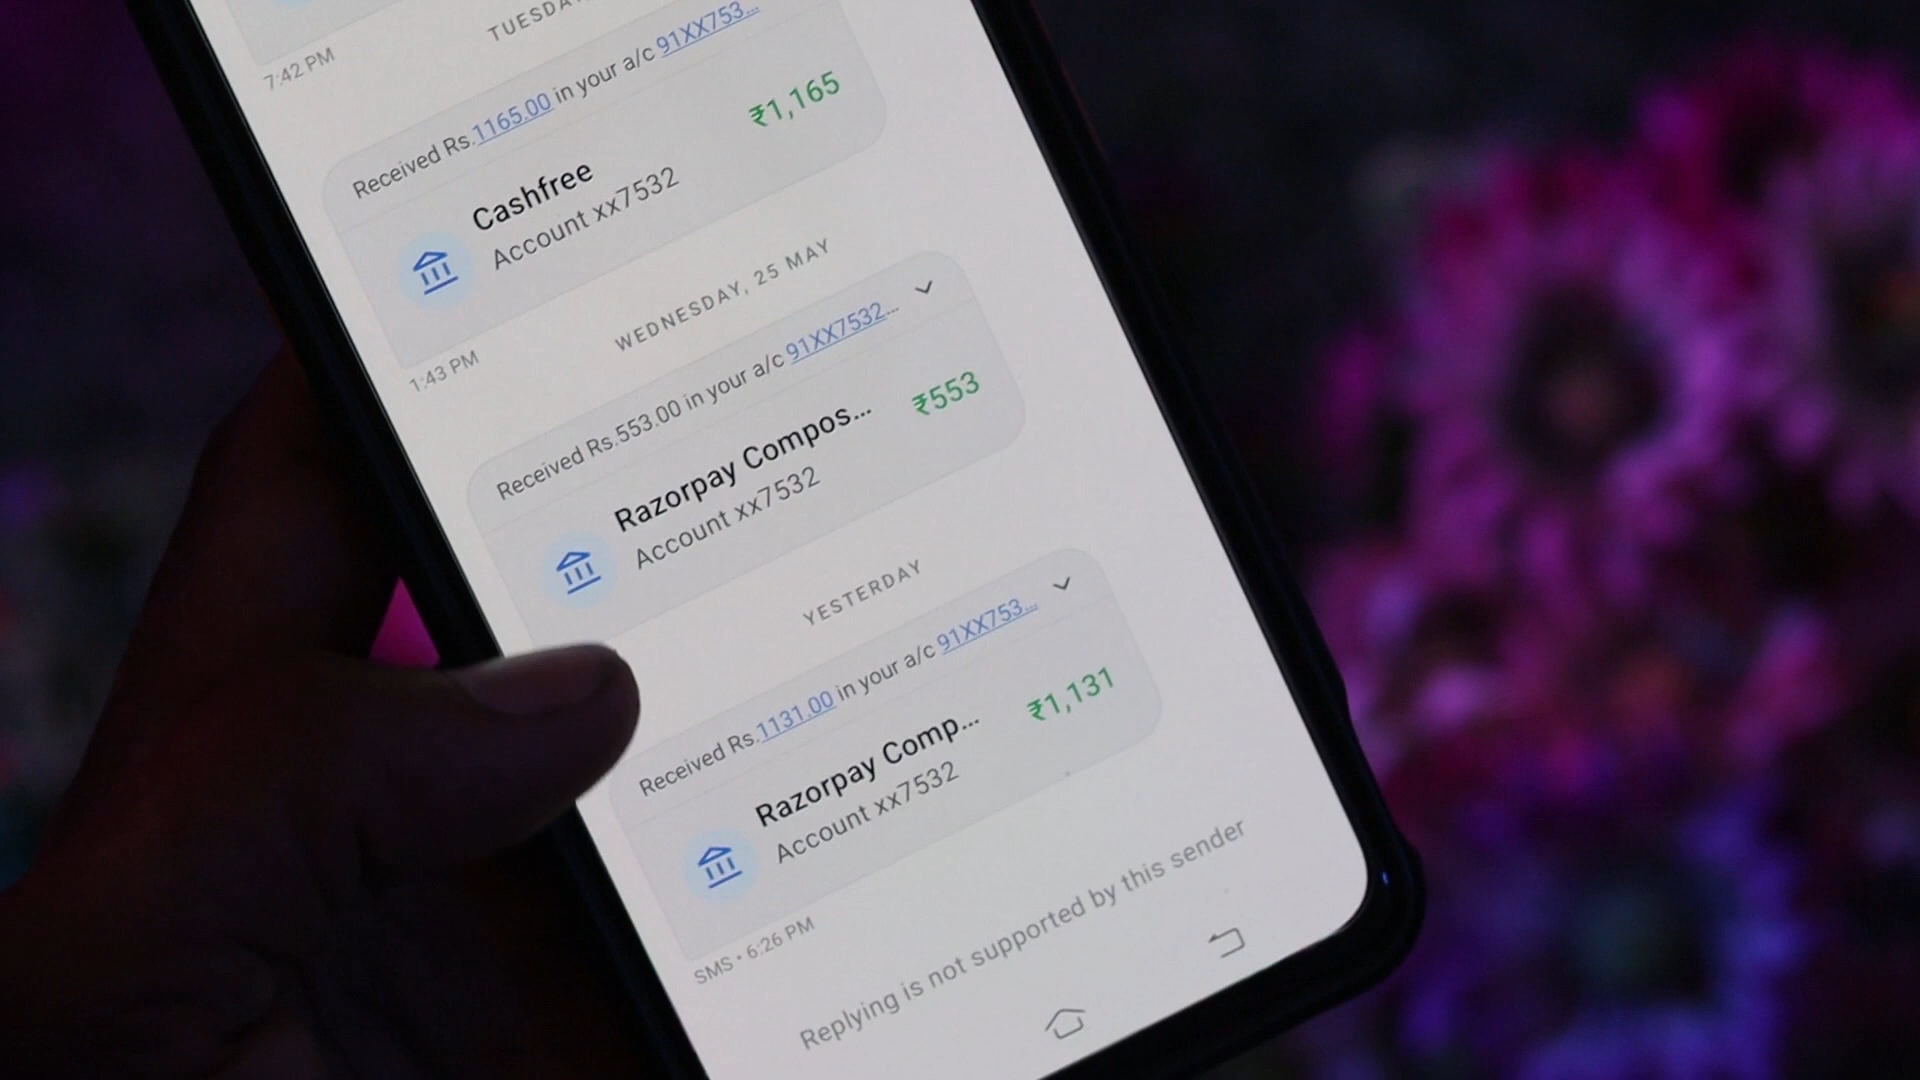 TUESDA
7:42 PM
Received Rs.1165.00 in your a/c 91XX753...
Cashfree
₹1,165
Account xx7532
1:43 PM
WEDNESDAY, 25 MAY
Received Rs.553.00 in your a/c 91XX7532...
Razorpay Compos...
₹553
Account xx7532
YESTERDAY
Received Rs.1131.00 in your a/c 91XX753...
Razorpay Comp...
₹1,131
Account xx7532
SMS • 6:26 PM
Replying is not supported by this sender